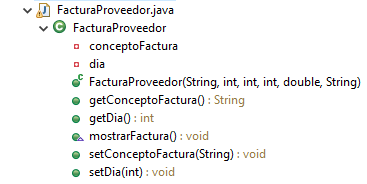 FacturaProveedor.java
FacturaProveedor
conceptoFactura
dia
FacturaProveedor(String, int, int, int, double, String)
getConceptoFactura() : String
getDia() : int
mostrarFactura() : void
setConceptoFactura(String) : void
setDia(int) : void